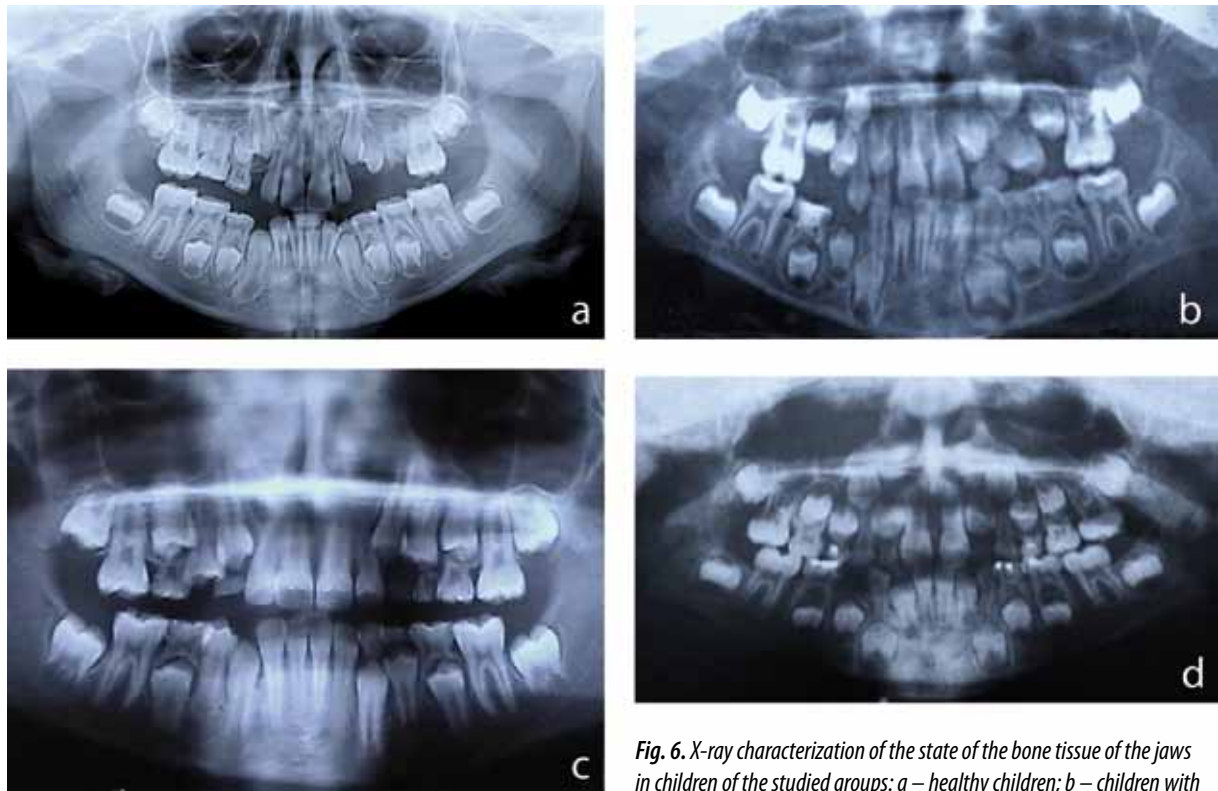 a
b
c
d
Fig. 6. X-ray characterization of the state of the bone tissue of the jaws
in children of the studied groups: a – healthy children; b – children with